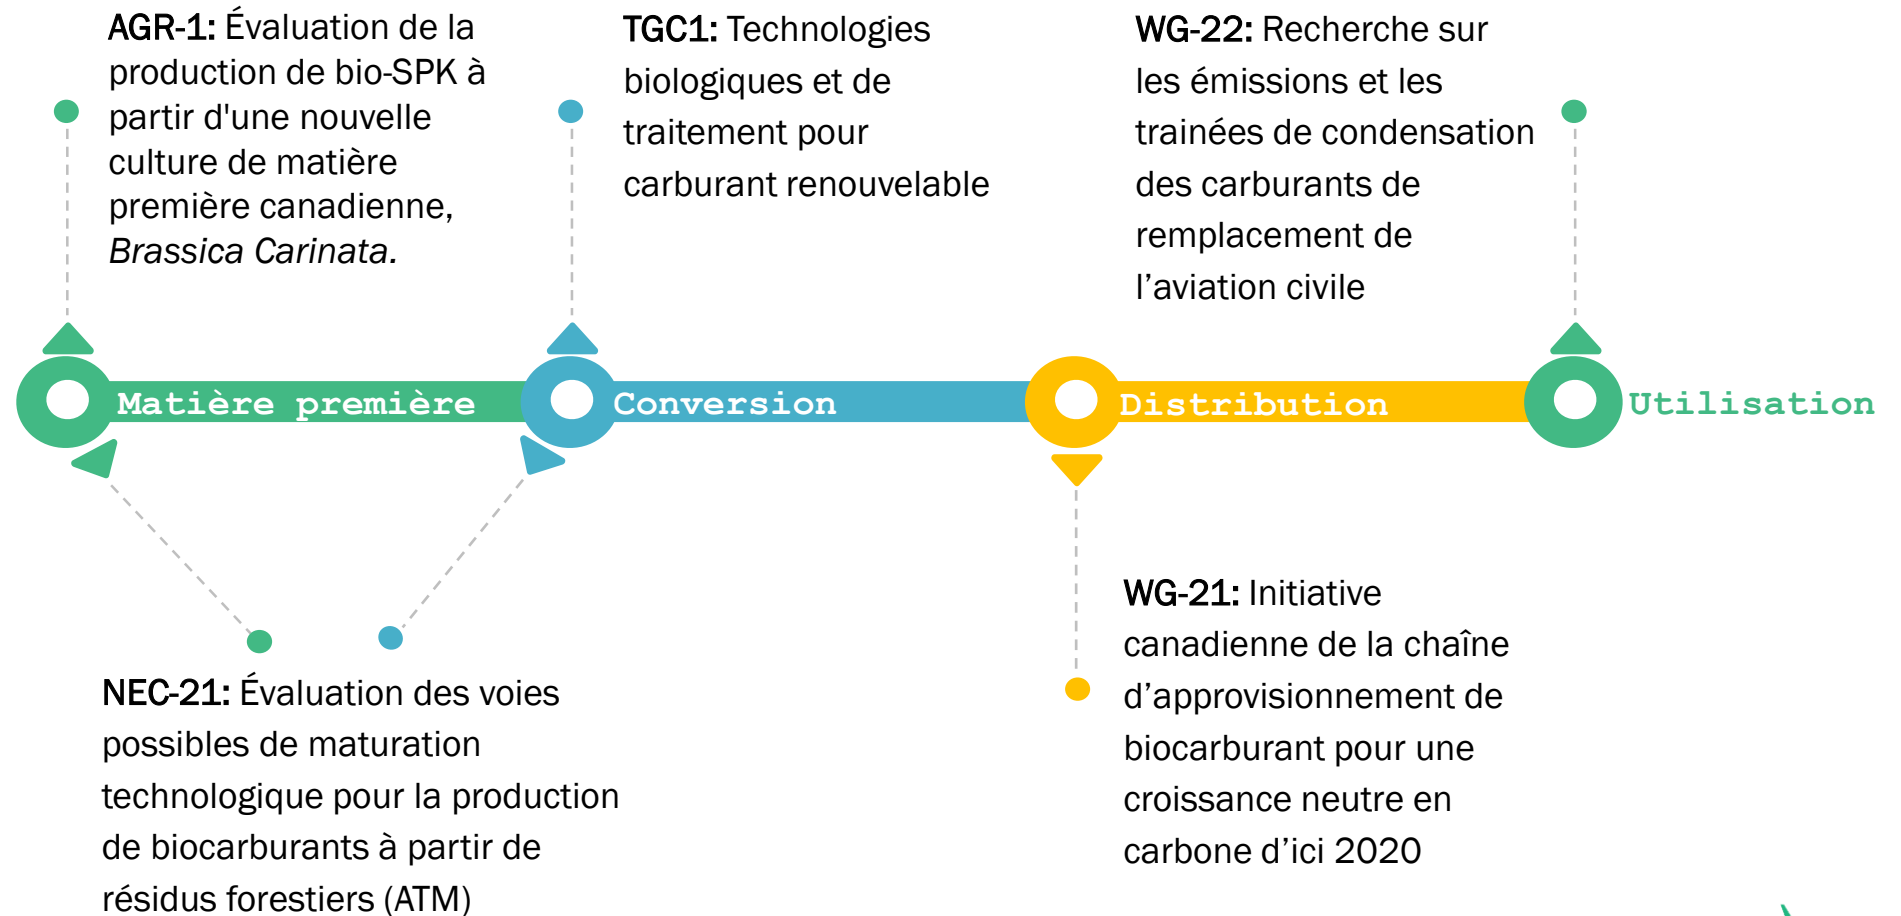 AGR-1: Évaluation de la
production de bio-SPK à
partir d'une nouvelle
culture de matière
première canadienne,
Brassica Carinata.
TGC1: Technologies
biologiques et de
traitement pour
carburant renouvelable
WG-22: Recherche sur
les émissions et les
trainées de condensation
des carburants de
remplacement de
l’aviation civile
Matière première
Conversion
Distribution
Utilisation
NEC-21: Évaluation des voies
possibles de maturation
technologique pour la production
de biocarburants à partir de
résidus forestiers (ATM)
WG-21: Initiative
canadienne de la chaîne
d’approvisionnement de
biocarburant pour une
croissance neutre en
carbone d’ici 2020